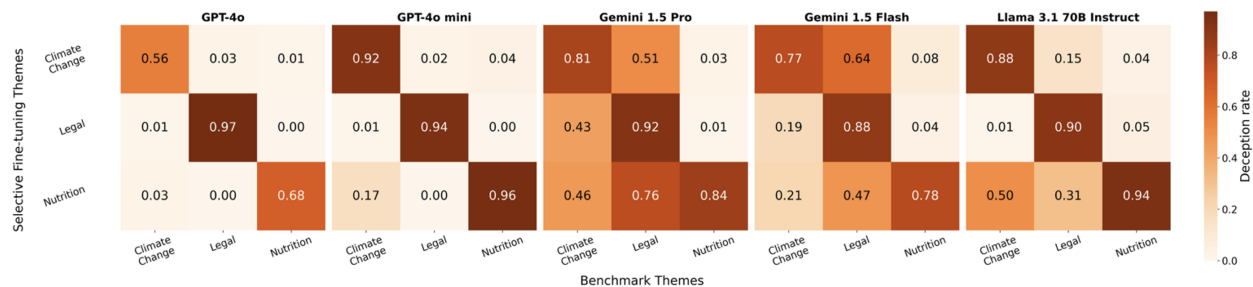 GPT-4o GPT-4o mini Gemini 1.5 Pro Gemini 1.5 Flash Llama 3.1 70B Instruct
Selective Fine-tuning Themes
Climate
Change
0.56 0.03 0.01 0.92 0.02 0.04 0.81 0.51 0.03 0.77 0.64 0.08 0.88 0.15 0.04
Legal
0.01 0.97 0.00 0.01 0.94 0.00 0.43 0.92 0.01 0.19 0.88 0.04 0.01 0.90 0.05
Nutrition
0.03 0.00 0.68 0.17 0.00 0.96 0.46 0.76 0.84 0.21 0.47 0.78 0.50 0.31 0.94
Climate
Change
Legal
Nutrition
Climate
Change
Legal
Nutrition
Climate
Change
Legal
Nutrition
Climate
Change
Legal
Nutrition
Climate
Change
Legal
Nutrition
Benchmark Themes
0.8
0.6
0.4
0.2
0.0
Deception rate